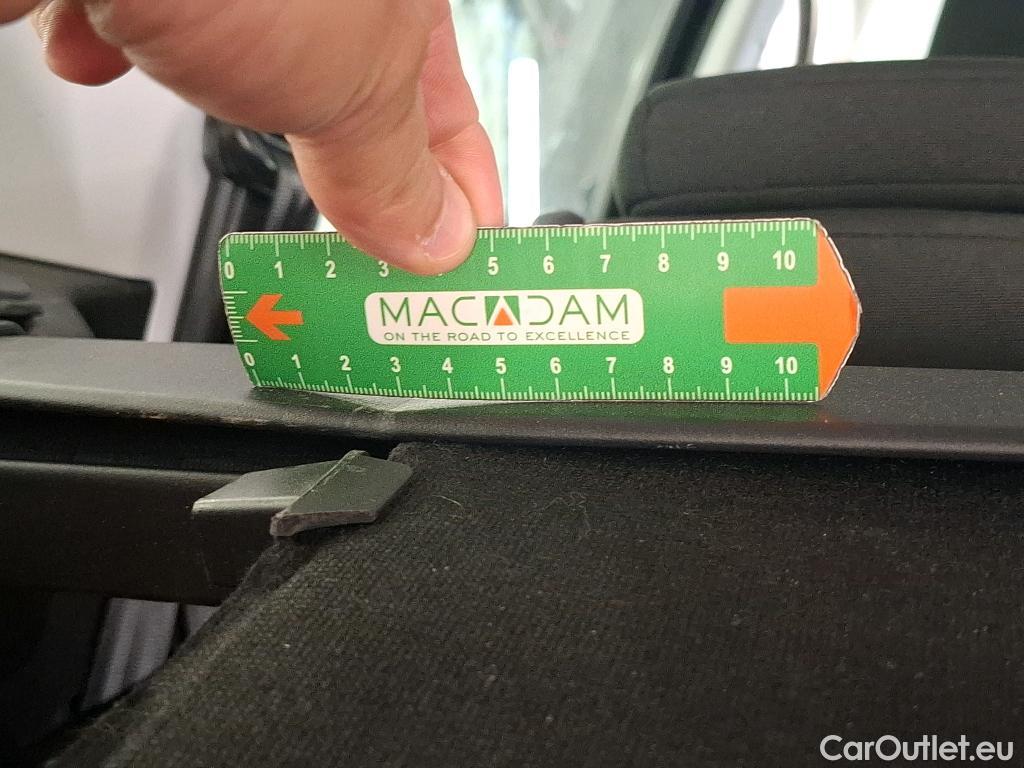 0 1 2 3 5 6 7 8 9 10
MACADAM
ON THE ROAD TO EXCELLENCE
0 1 2 3 4 5 6 7 8 9 10
CarOutlet.eu